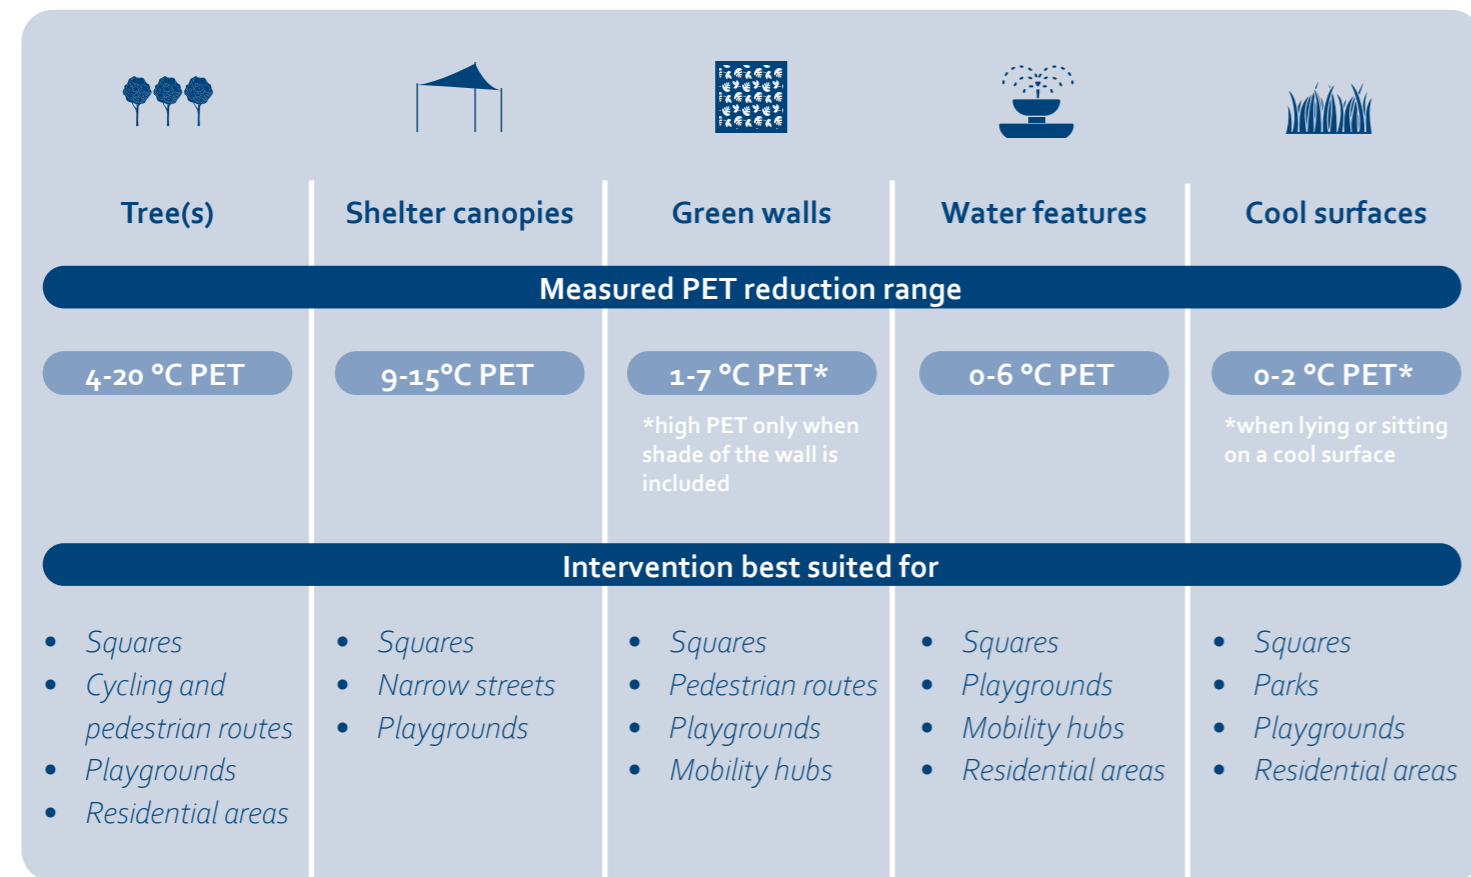 Tree(s)
Shelter canopies
Green walls
Water features
Cool surfaces
Measured PET reduction range
4-20 °C PET
9-15°C PET
1-7 °C PET*
0-6 °C PET
0-2 °C PET*
*high PET only when
shade of the wall is
included
*when lying or sitting
on a cool surface
Intervention best suited for
• Squares
• Cycling and
pedestrian routes
• Playgrounds
• Residential areas
• Squares
• Narrow streets
• Playgrounds
• Squares
• Pedestrian routes
• Playgrounds
• Mobility hubs
• Squares
• Playgrounds
• Mobility hubs
• Residential areas
• Squares
• Parks
• Playgrounds
• Residential areas